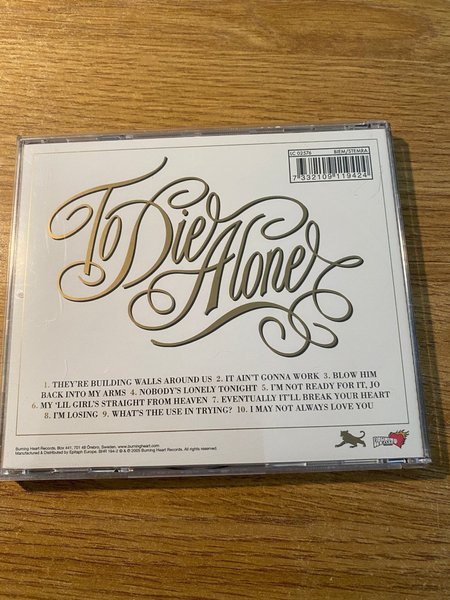 LC 02576
BIEM/STEMRA
7 332109 119424
To Die Alone
1. THEY'RE BUILDING WALLS AROUND US 2. IT AIN'T GONNA WORK 3. BLOW HIM
BACK INTO MY ARMS 4. NOBODY'S LONELY TONIGHT 5. I'M NOT READY FOR IT, JO
6. MY 'LIL GIRL'S STRAIGHT FROM HEAVEN 7. EVENTUALLY IT'LL BREAK YOUR HEART
8. I'M LOSING 9. WHAT'S THE USE IN TRYING? 10. I MAY NOT ALWAYS LOVE YOU
Burning Heart Records, Box 441, 701 48 Örebro, Sweden, www.burningheart.com.
Manufactured & Distributed by Epitaph Europe. BHR 194-2 ℗ & © 2005 Burning Heart Records. All rights reserved.